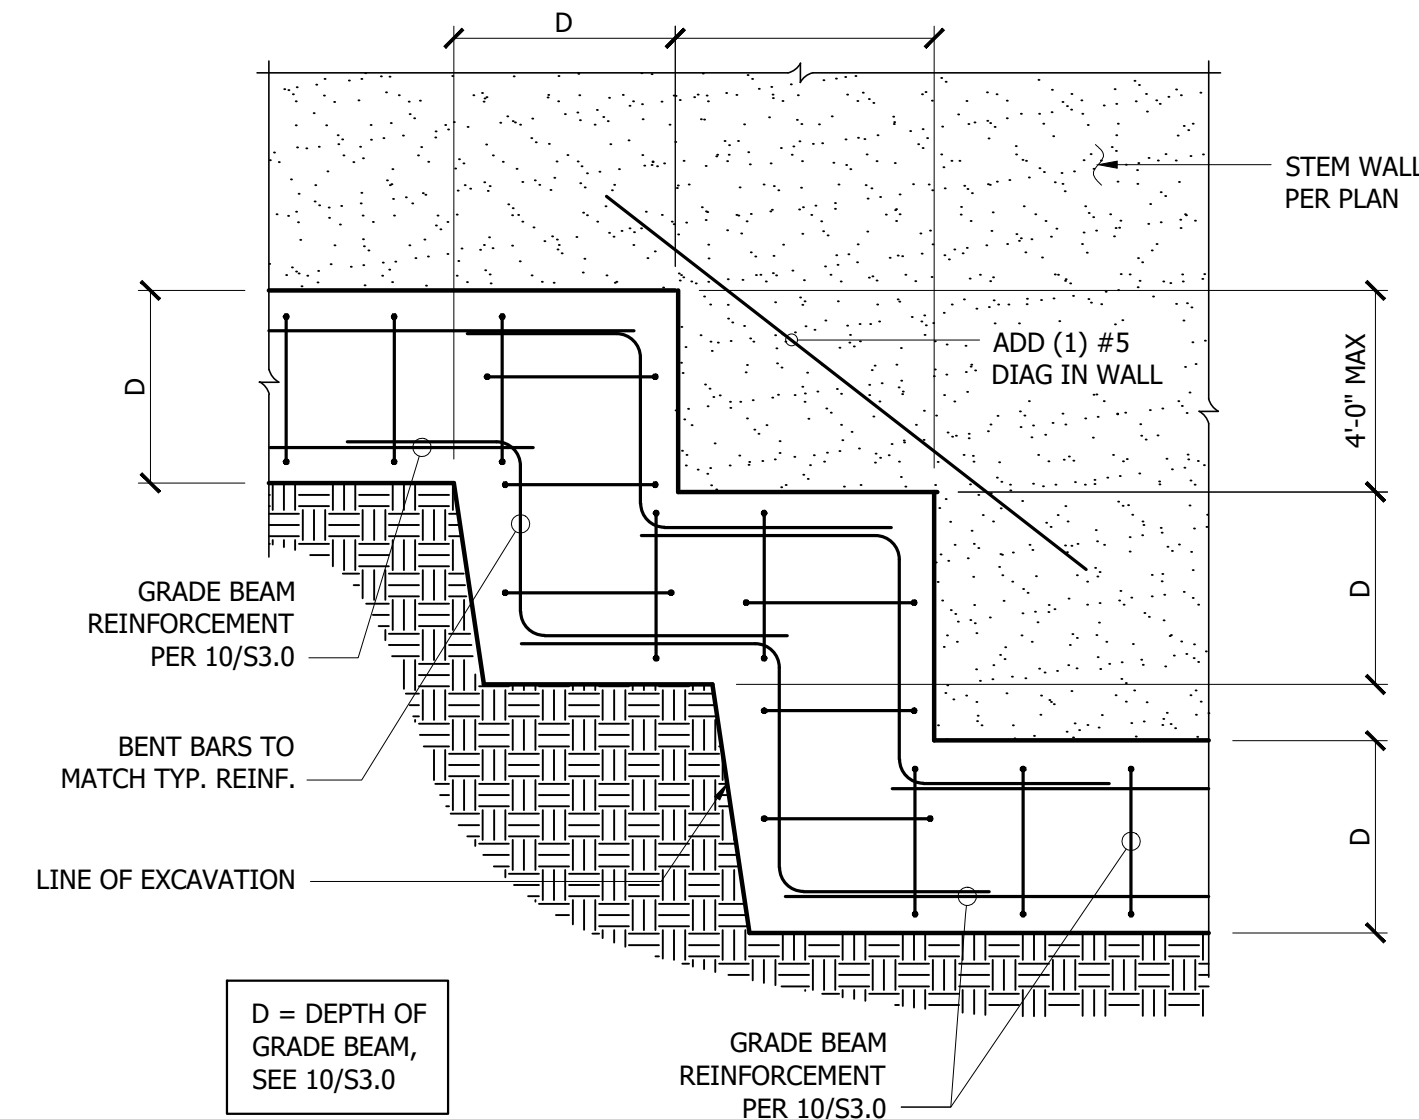 D
STEM WALL
PER PLAN
ADD (1) #5
DIAG IN WALL
4'-0" MAX
D
D
D
GRADE BEAM
REINFORCEMENT
PER 10/S3.0
BENT BARS TO
MATCH TYP. REINF.
LINE OF EXCAVATION
D = DEPTH OF
GRADE BEAM,
SEE 10/S3.0
GRADE BEAM
REINFORCEMENT
PER 10/S3.0